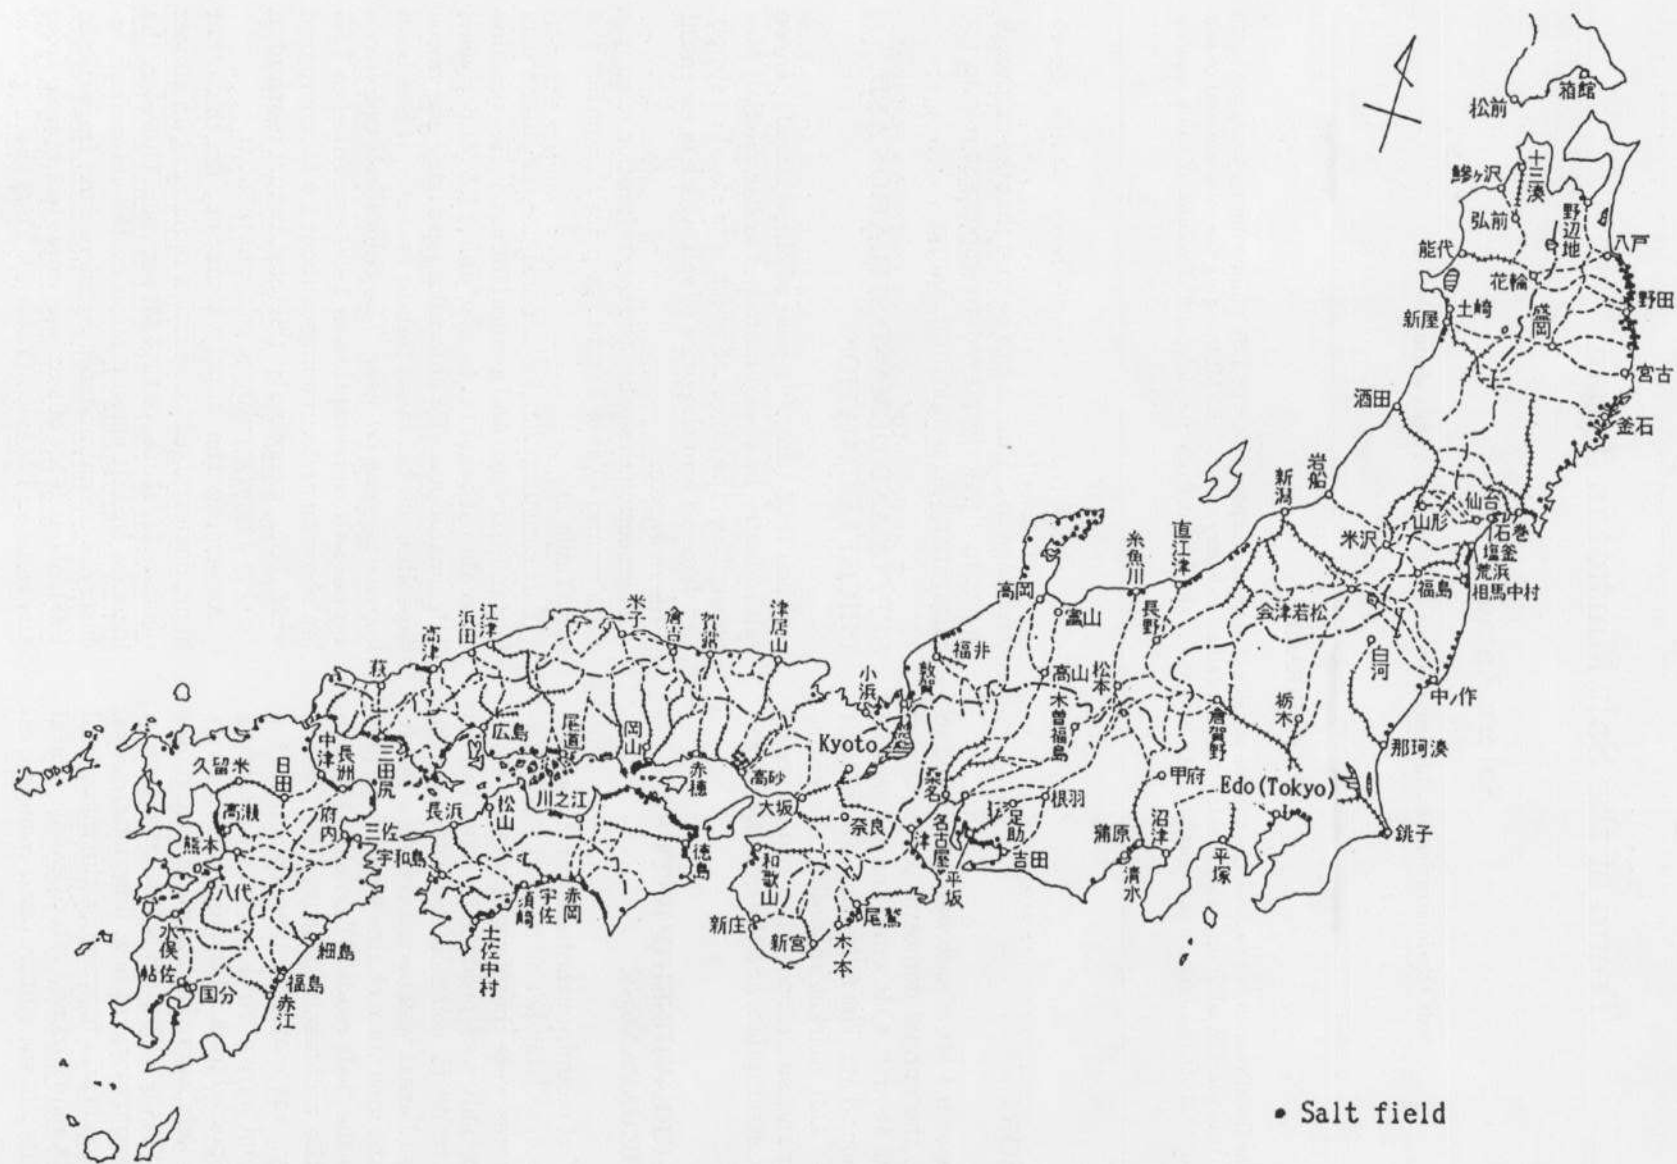 箱館
松前
十三湊
鰺ヶ沢
弘前
野辺地
能代
八戸
花輪
野田
土崎
新屋
盛岡
宮古
酒田
釜石
岩船
新潟
仙台
山形
石巻
米沢
塩釜
荒浜
福島
相馬中村
直江津
糸魚川
高岡
会津若松
長野
富山
白河
福井
敦賀
高山
松本
中ノ作
小浜
木曽福島
倉賀野
栃木
那珂湊
津居山
賀露
倉吉
米子
江津
浜田
高津
萩
Kyoto
広島
尾道
岡山
赤穂
高砂
桑名
甲府
Edo(Tokyo)
久留米
日田
中津
長洲
三田尻
大坂
根羽
川之江
松山
長浜
奈良
名古屋
足助
蒲原
沼津
銚子
高瀬
府内
三佐
津
吉田
熊本
宇和島
徳島
和歌山
平坂
清水
平塚
八代
須崎
宇佐
赤岡
新庄
尾鷲
新宮
木ノ本
水俣
細島
土佐中村
帖佐
国分
福島
赤江
• Salt field